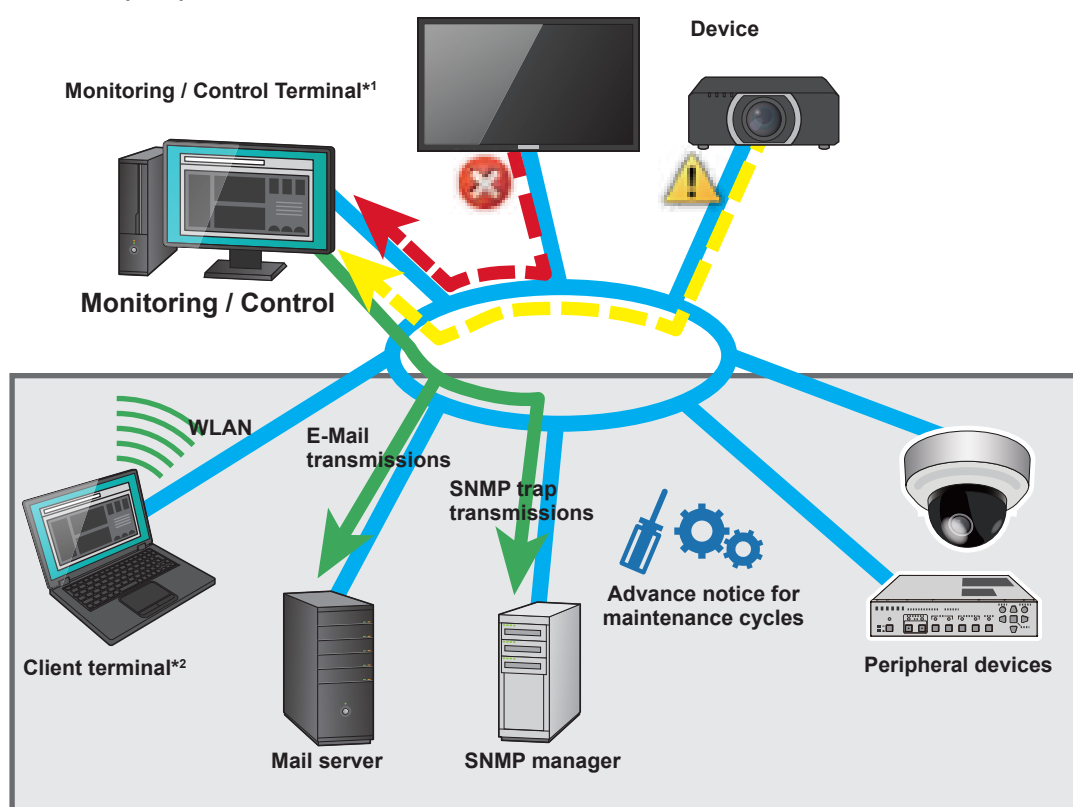 Device
Monitoring / Control Terminal*1
Monitoring / Control
WLAN
E-Mail
transmissions
SNMP trap
transmissions
Advance notice for
maintenance cycles
Client terminal*2
Peripheral devices
Mail server
SNMP manager